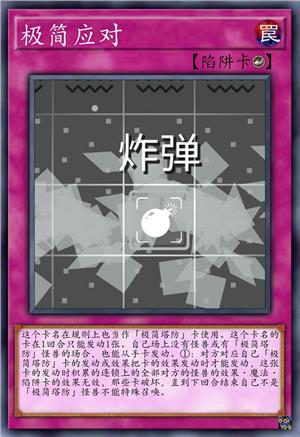 极简应对
罠
【陷阱卡】
炸弹
这个卡名在规则上也当作「极简塔防」卡使用。这个卡名的
卡在1回合只能发动1张。自己场上没有怪兽或有「极简塔
防」怪兽的场合，也能从手卡发动。①：对方对应自己「极
简塔防」卡的发动或效果把卡的效果发动时才能发动，这张
卡的发动时积累的连锁上的全部对方的怪兽的效果·魔法·
陷阱卡的效果无效，那些卡破坏，直到下回合结束自己不是
「极简塔防」怪兽不能特殊召唤。